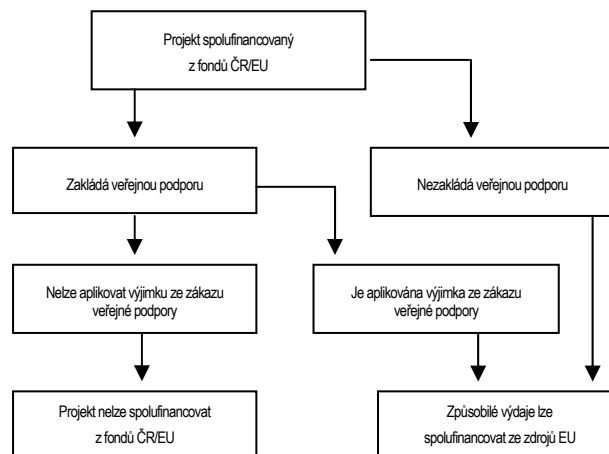 Projekt spolufinancovaný
z fondů ČR/EU
Zakládá veřejnou podporu
Nezakládá veřejnou podporu
Nelze aplikovat výjimku ze zákazu
veřejné podpory
Je aplikována výjimka ze zákazu
veřejné podpory
Projekt nelze spolufinancovat
z fondů ČR/EU
Způsobilé výdaje lze
spolufinancovat ze zdrojů EU